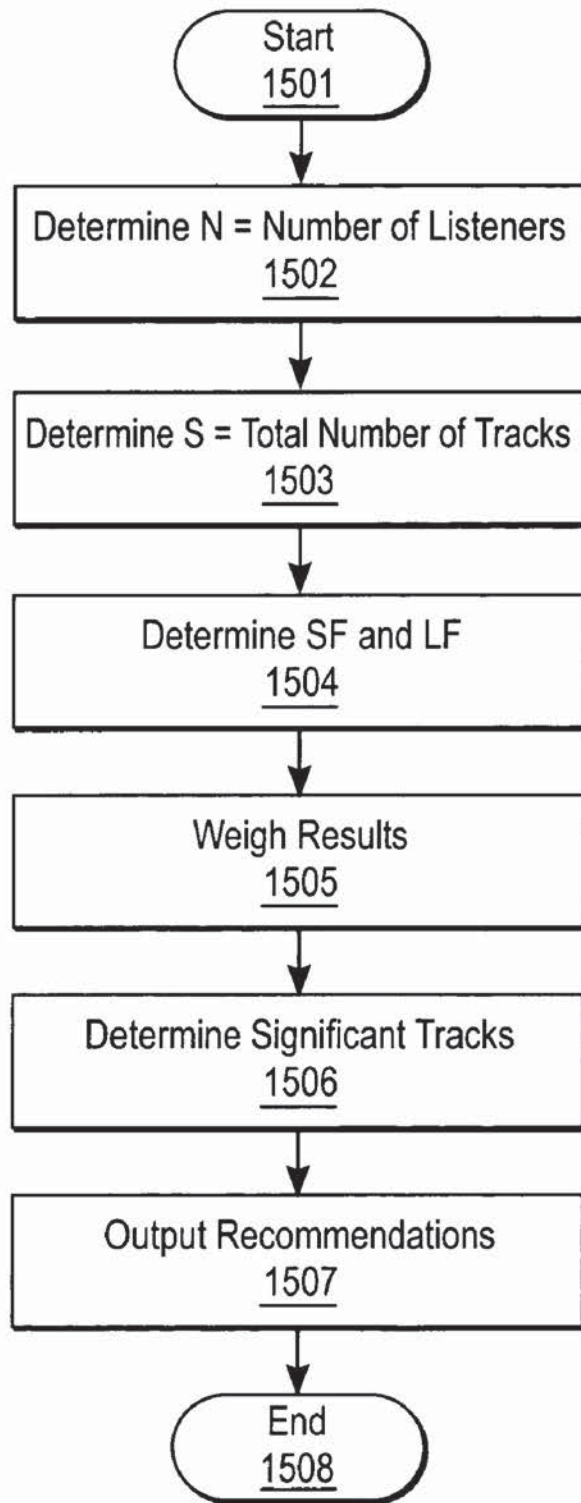 Start
1501
Determine N = Number of Listeners
1502
Determine S = Total Number of Tracks
1503
Determine SF and LF
1504
Weigh Results
1505
Determine Significant Tracks
1506
Output Recommendations
1507
End
1508